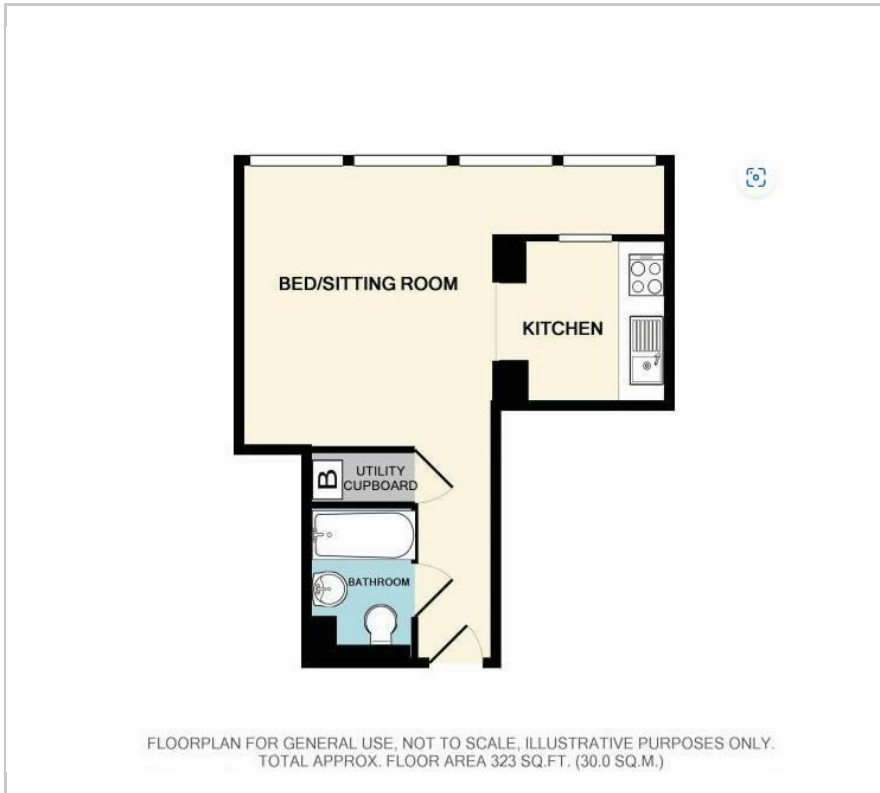 BED/SITTING ROOM
KITCHEN
B
UTILITY
CUPBOARD
BATHROOM
FLOORPLAN FOR GENERAL USE, NOT TO SCALE, ILLUSTRATIVE PURPOSES ONLY.
TOTAL APPROX. FLOOR AREA 323 SQ.FT. (30.0 SQ.M.)